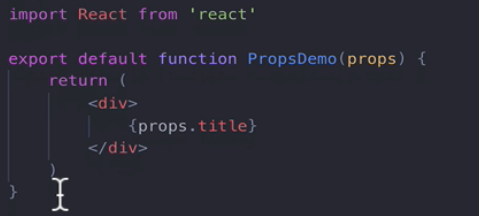 import React from 'react'
export default function PropsDemo(props) {
return (
<div>
{props.title}
</div>
)
}